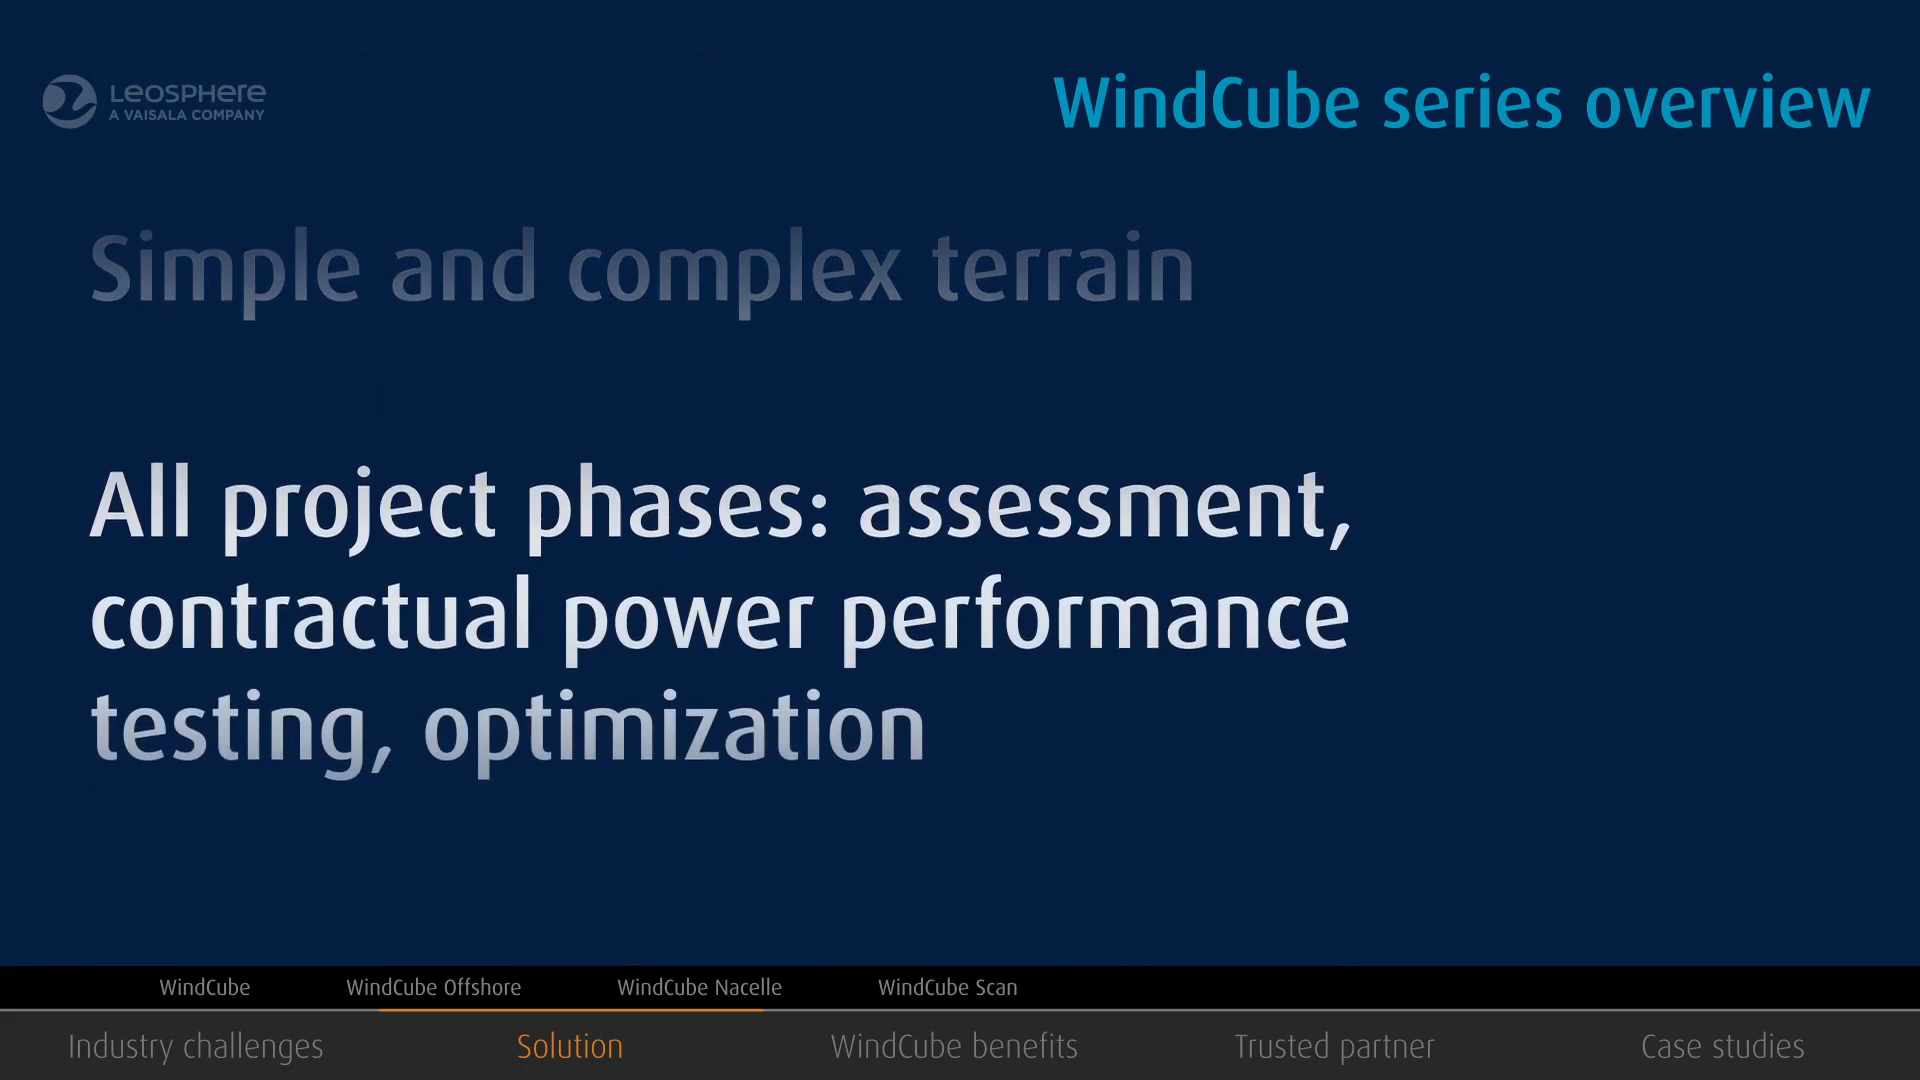 LEOSPHERE
A VAISALA COMPANY
WindCube series overview
Simple and complex terrain
All project phases: assessment,
contractual power performance
testing, optimization
WindCube WindCube Offshore WindCube Nacelle WindCube Scan
Industry challenges Solution WindCube benefits Trusted partner Case studies